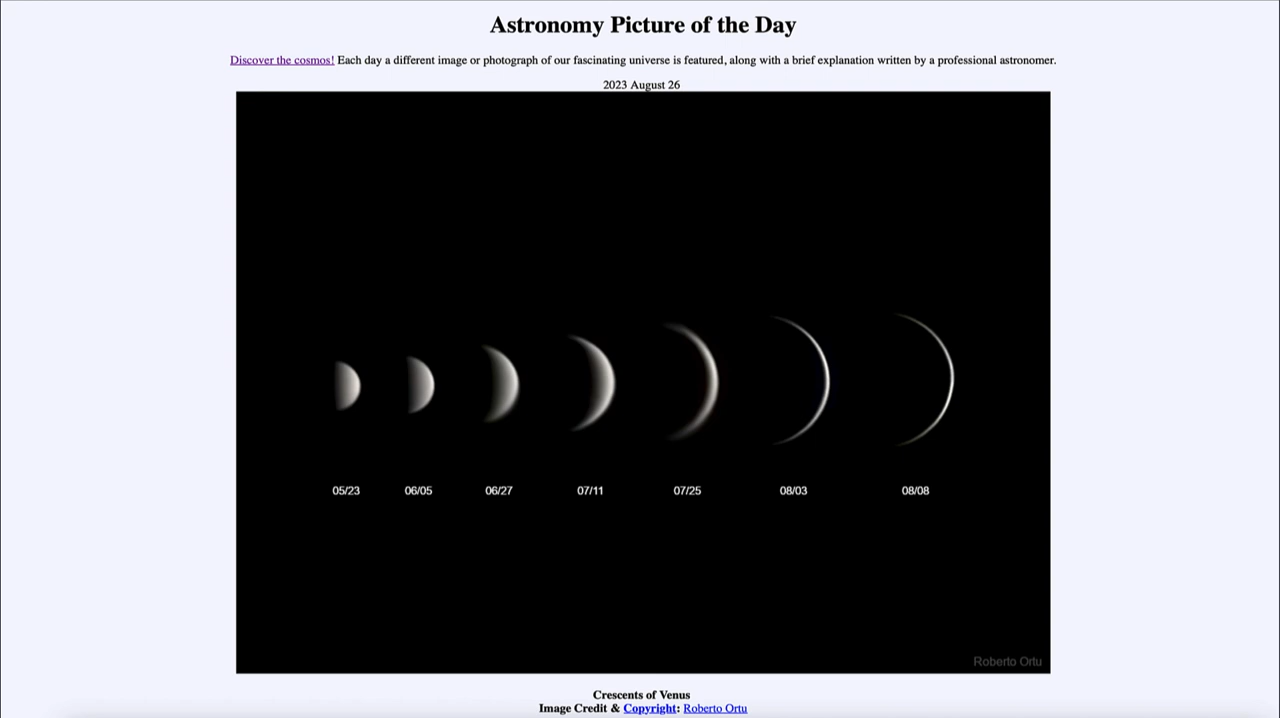 Astronomy Picture of the Day
Discover the cosmos! Each day a different image or photograph of our fascinating universe is featured, along with a brief explanation written by a professional astronomer.
2023 August 26
05/23 06/05 06/27 07/11 07/25 08/03 08/08
Roberto Ortu
Crescents of Venus
Image Credit & Copyright: Roberto Ortu